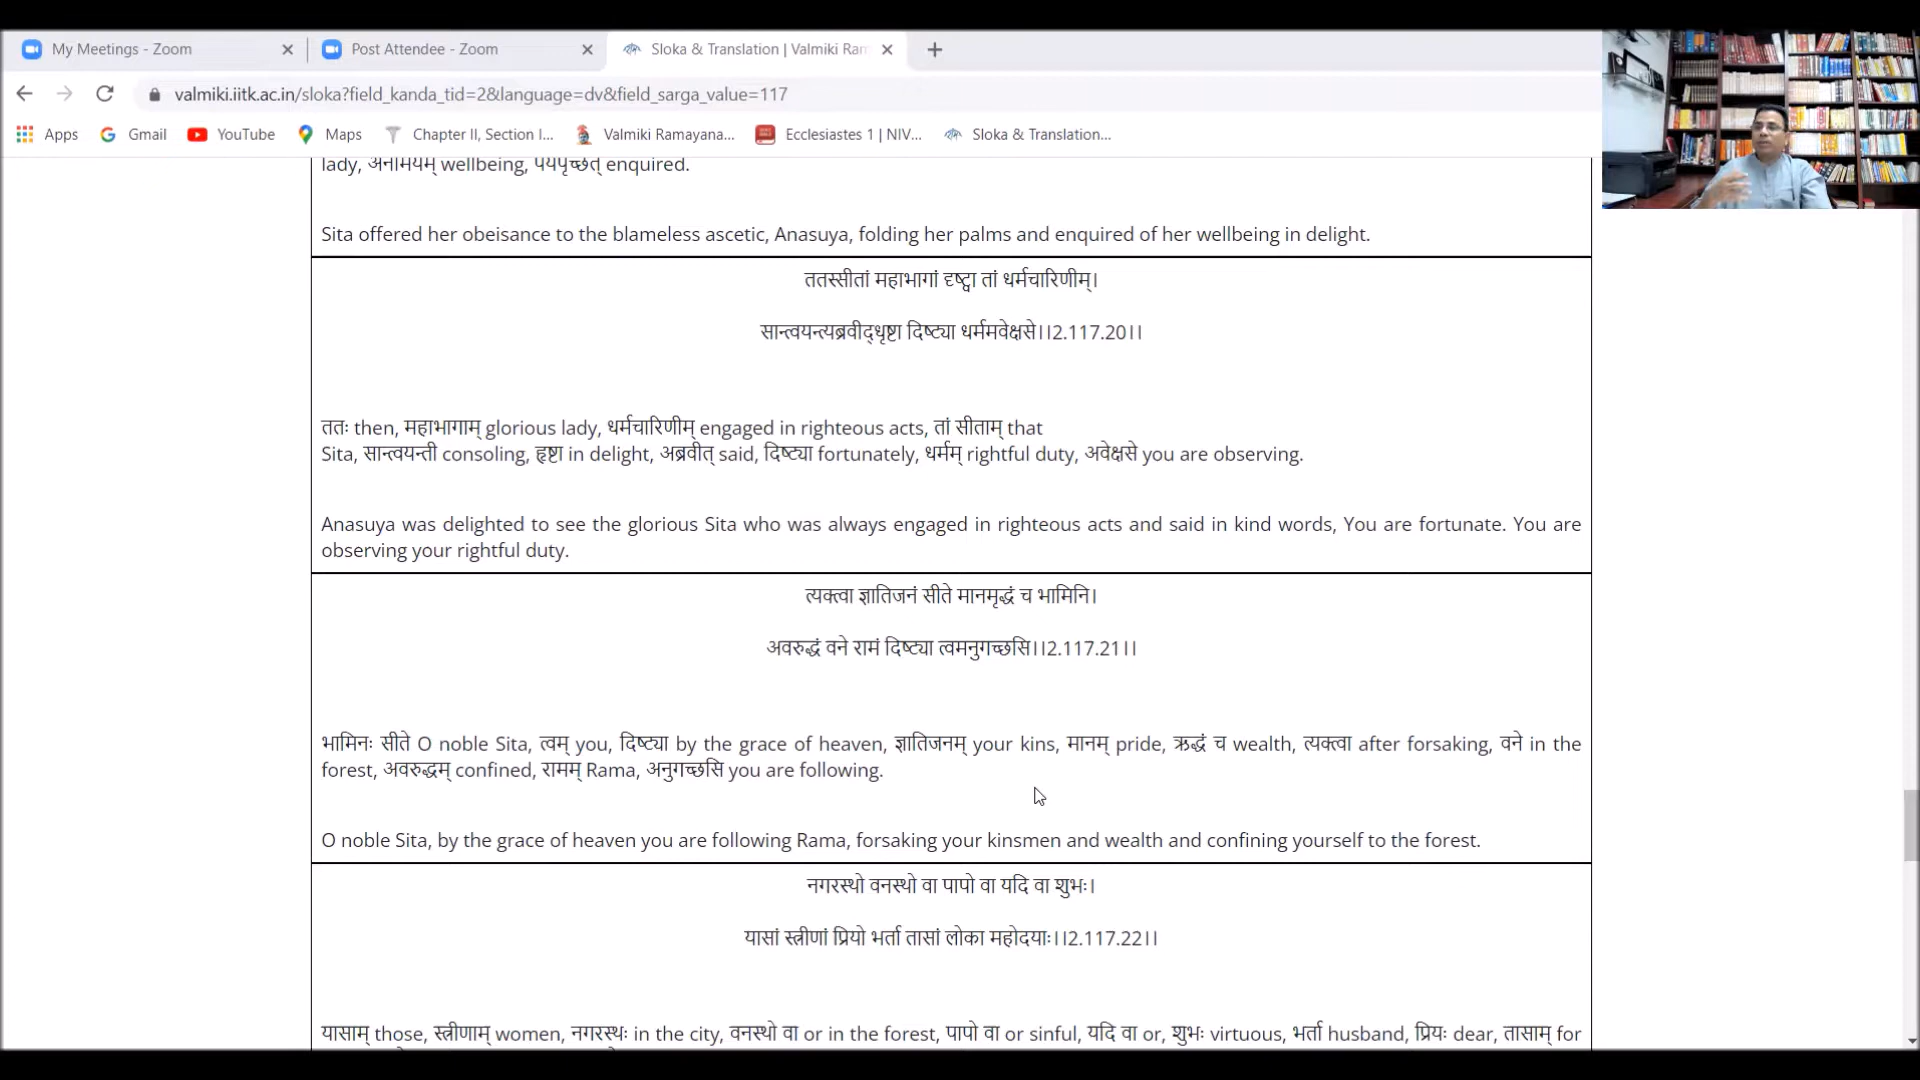 My Meetings - Zoom
Post Attendee - Zoom
Sloka & Translation | Valmiki Ram
valmiki.iitk.ac.in/sloka?field_kanda_tid=2&language=dv&field_sarga_value=117
Apps
Gmail
YouTube
Maps
Chapter II, Section I...
Valmiki Ramayana...
Ecclesiastes 1 | NIV...
Sloka & Translation...
lady, अनामयम् wellbeing, पर्यपृच्छत् enquired.
Sita offered her obeisance to the blameless ascetic, Anasuya, folding her palms and enquired of her wellbeing in delight.
ततस्सीतां महाभागां दृष्ट्वा तां धर्मचारिणीम्।
सान्त्वयन्त्यब्रवीद्धृष्टा दिष्ट्या धर्ममवेक्षसे।।2.117.20।।
ततः then, महाभागाम् glorious lady, धर्मचारिणीम् engaged in righteous acts, तां सीताम् that
Sita, सान्त्वयन्ती consoling, हृष्टा in delight, अब्रवीत् said, दिष्ट्या fortunately, धर्मम् rightful duty, अवेक्षसे you are observing.
Anasuya was delighted to see the glorious Sita who was always engaged in righteous acts and said in kind words, You are fortunate. You are
observing your rightful duty.
त्यक्त्वा ज्ञातिजनं सीते मानमृद्धं च भामिनि।
अवरुद्धं वने रामं दिष्ट्या त्वमनुगच्छसि।।2.117.21।।
भामिनः सीते O noble Sita, त्वम् you, दिष्ट्या by the grace of heaven, ज्ञातिजनम् your kins, मानम् pride, ऋद्धं च wealth, त्यक्त्वा after forsaking, वने in the
forest, अवरुद्धम् confined, रामम् Rama, अनुगच्छसि you are following.
O noble Sita, by the grace of heaven you are following Rama, forsaking your kinsmen and wealth and confining yourself to the forest.
नगरस्थो वनस्थो वा पापो वा यदि वा शुभः।
यासां स्त्रीणां प्रियो भर्ता तासां लोका महोदयाः।।2.117.22।।
यासाम् those, स्त्रीणाम् women, नगरस्थः in the city, वनस्थो वा or in the forest, पापो वा or sinful, यदि वा or, शुभः virtuous, भर्ता husband, प्रियः dear, तासाम् for